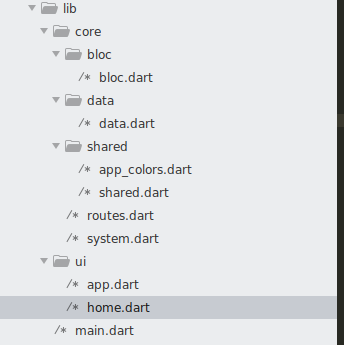 lib
core
bloc
/* bloc.dart
data
/* data.dart
shared
/* app_colors.dart
/* shared.dart
/* routes.dart
/* system.dart
ui
/* app.dart
/* home.dart
/* main.dart